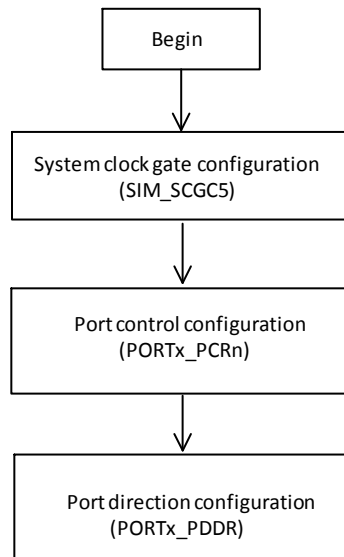 Begin
System clock gate configuration
(SIM_SCGC5)
Port control configuration
(PORTx_PCRn)
Port direction configuration
(PORTx_PDDR)